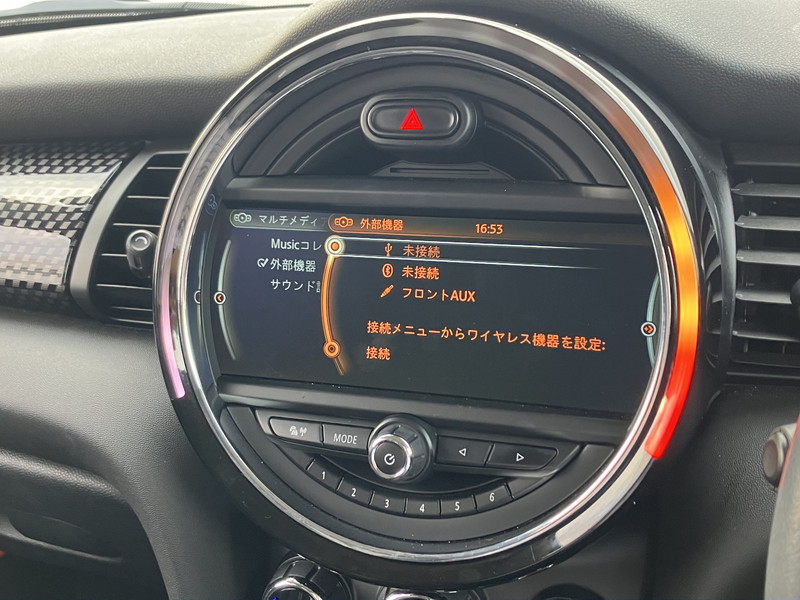 マルチメディ
外部機器
16:53
Musicコレ
外部機器
サウンド
未接続
未接続
フロントAUX
接続メニューからワイヤレス機器を設定:
接続
MODE
1 2 3 4 5 6